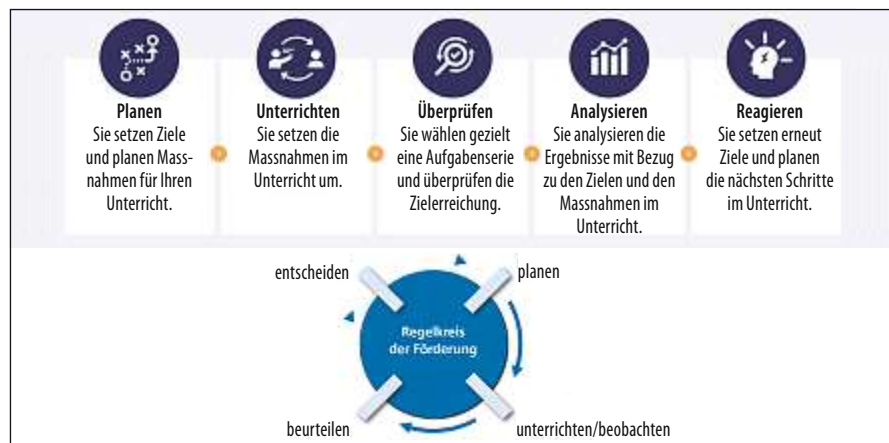 Planen
Sie setzen Ziele
und planen Mass-
nahmen für Ihren
Unterricht.
Unterrichten
Sie setzen die
Massnahmen im
Unterricht um.
Überprüfen
Sie wählen gezielt
eine Aufgabenserie
und überprüfen die
Zielerreichung.
Analysieren
Sie analysieren die
Ergebnisse mit Bezug
zu den Zielen und den
Massnahmen im
Unterricht.
Reagieren
Sie setzen erneut
Ziele und planen
die nächsten Schritte
im Unterricht.
entscheiden
planen
Regelkreis
der Förderung
beurteilen
unterrichten/beobachten